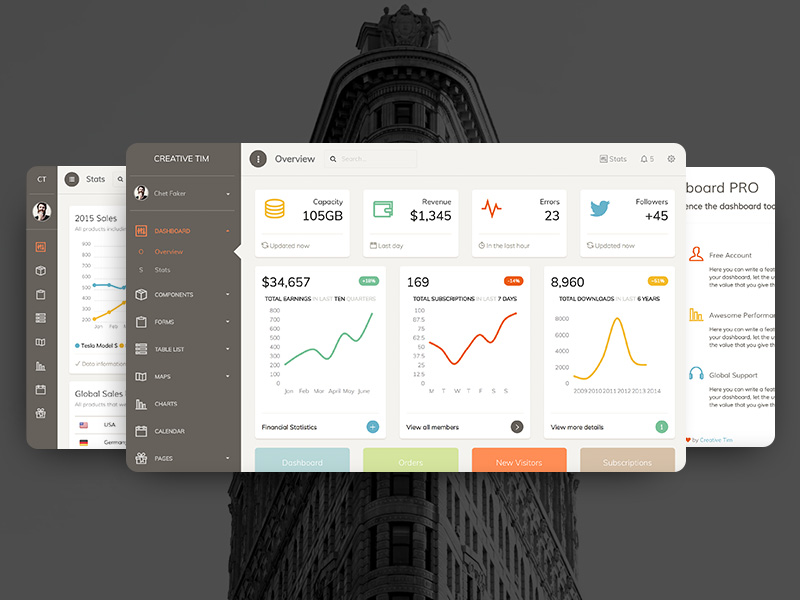 CT
Stats
2015 Sales
All products includin
900
800
700
600
500
400
300
200
Jan Feb
Tesla Model S
Data information
Global Sales
All products that we
USA
German
CREATIVE TIM
Chet Faker
DASHBOARD
O Overview
S Stats
COMPONENTS
FORMS
TABLE LIST
MAPS
CHARTS
CALENDAR
PAGES
Overview
Search...
Stats
5
Capacity
105GB
Updated now
Revenue
$1,345
Last day
Errors
23
In the last hour
Followers
+45
Updated now
$34,657
+18%
TOTAL EARNINGS IN LAST TEN QUARTERS
800
700
600
500
400
300
200
100
0
Jan Feb Mar April May June
Financial Statistics
169
-14%
TOTAL SUBSCRIPTIONS IN LAST 7 DAYS
100
87.5
75
62.5
50
37.5
25
12.5
0
M T W T F S S
View all members
8,960
TOTAL DOWNLOADS IN LAST 6 YEARS
8000
6000
4000
2000
0
2009 2010 2011 2012 2013 2014
View more details
1
Dashboard
Orders
New Visitors
Subscriptions
board PRO
ence the dashboard too
Free Account
Here you can write a feat
your dashboard, let the u
the value that you give th
Awesome Performan
Here you can write a feat
your dashboard, let the us
the value that you give the
Global Support
Here you can write a feat
your dashboard, let the us
the value that you give th
by Creative Tim